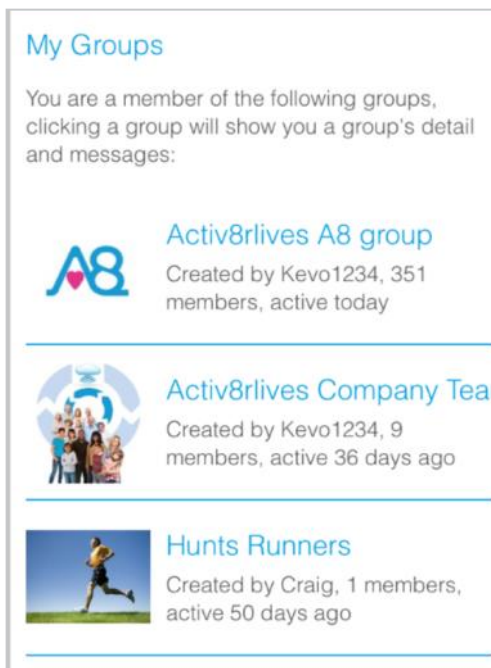 My Groups
You are a member of the following groups,
clicking a group will show you a group's detail
and messages:
Activ8rlives A8 group
A8
Created by Kevo1234, 351
members, active today
Activ8rlives Company Tea
Created by Kevo1234, 9
members, active 36 days ago
Hunts Runners
Created by Craig, 1 members,
active 50 days ago